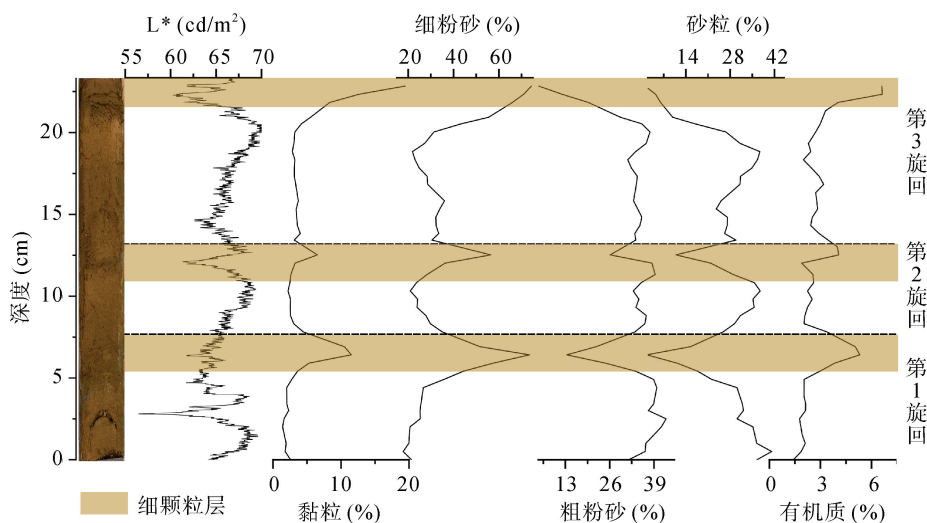 L* (cd/m²)
细粉砂 (%)
砂粒 (%)
55 60 65 70
20 40 60
14 28 42
深度 (cm)
20
15
10
5
0
第3旋回
第2旋回
第1旋回
0 10 20
13 26 39
0 3 6
细颗粒层
黏粒 (%)
粗粉砂 (%)
有机质 (%)